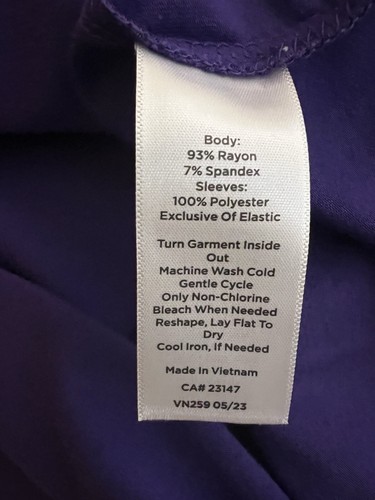 Body:
93% Rayon
7% Spandex
Sleeves:
100% Polyester
Exclusive Of Elastic
Turn Garment Inside
Out
Machine Wash Cold
Gentle Cycle
Only Non-Chlorine
Bleach When Needed
Reshape, Lay Flat To
Dry
Cool Iron, if Needed
Made In Vietnam
CA# 23147
VN259 05/23